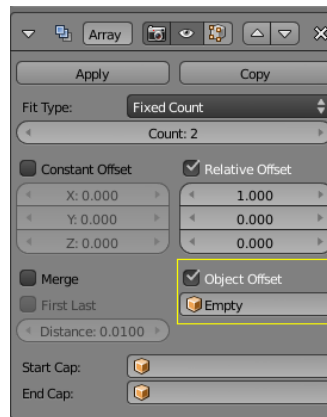 Array
Apply Copy
Fit Type: Fixed Count
Count: 2
Constant Offset Relative Offset
X: 0.000 1.000
Y: 0.000 0.000
Z: 0.000 0.000
Merge Object Offset
First Last Empty
Distance: 0.0100
Start Cap:
End Cap: